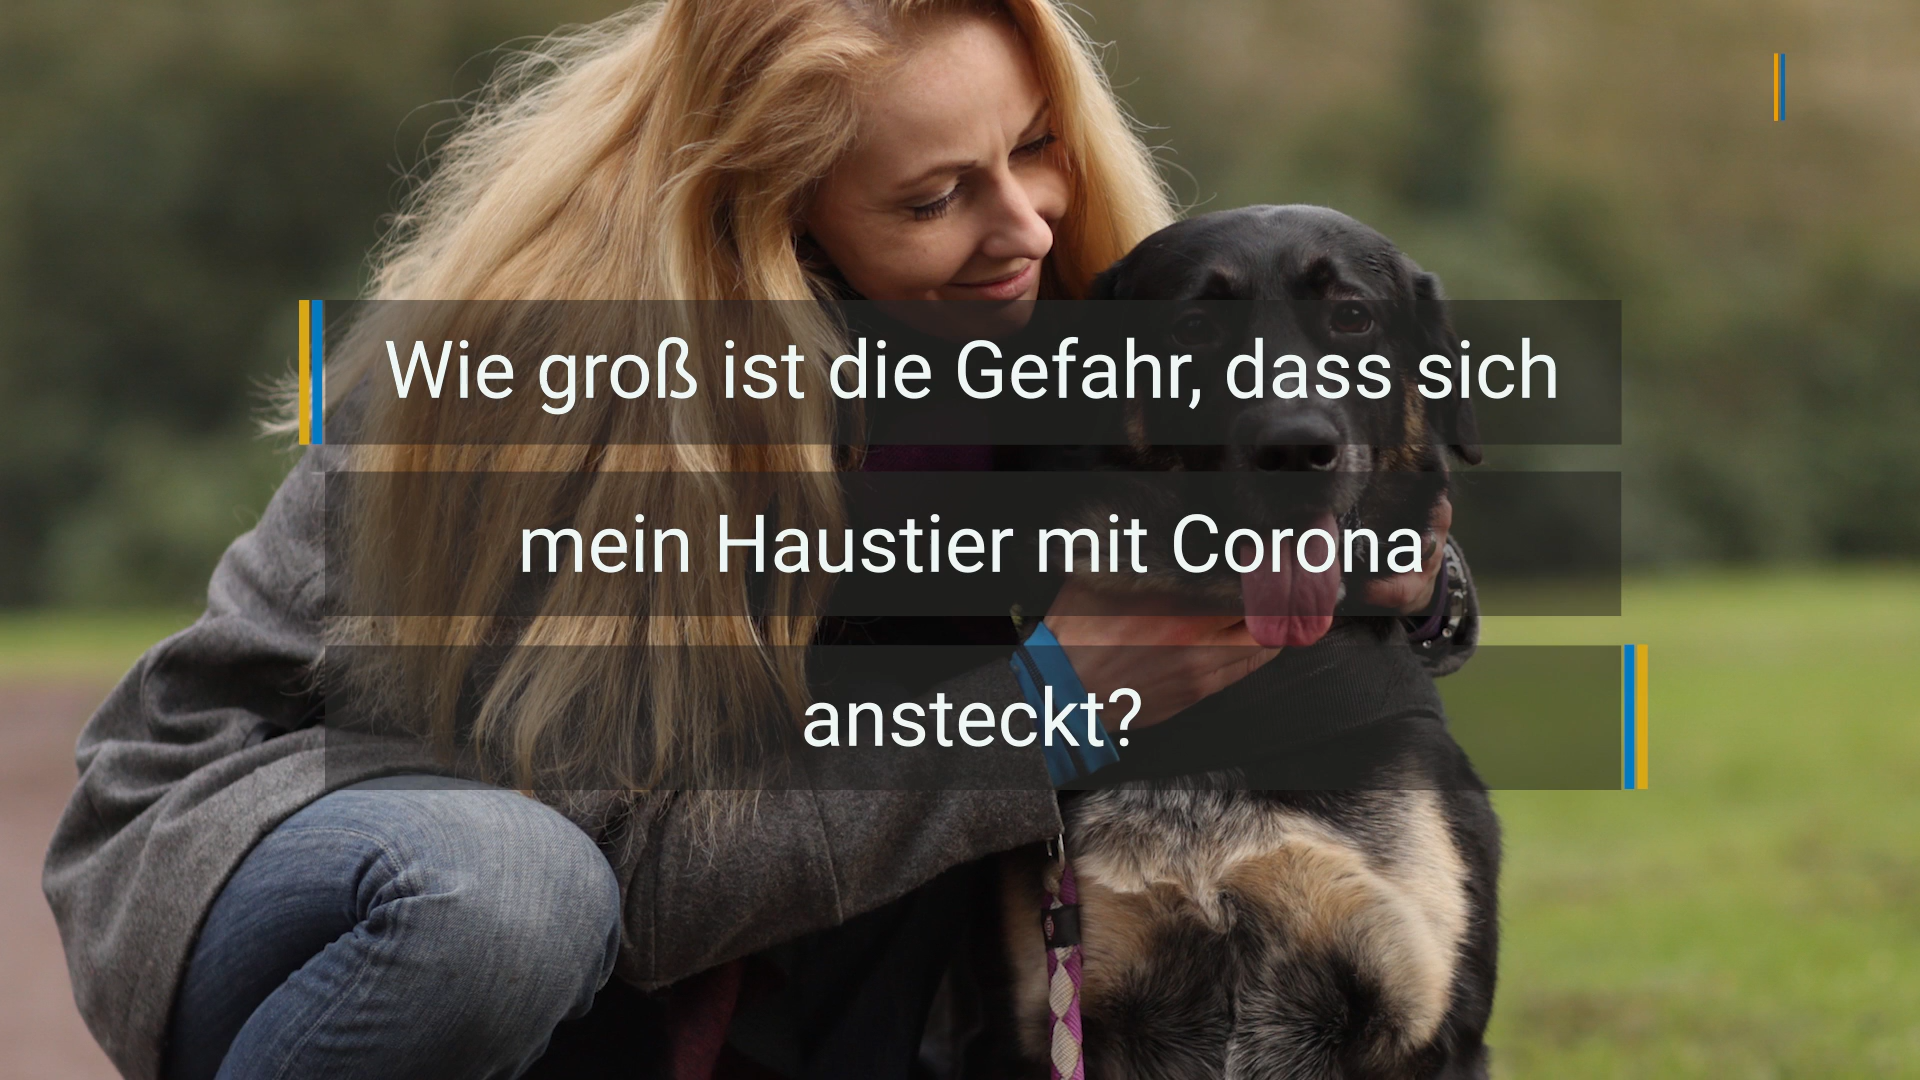 Wie groß ist die Gefahr, dass sich
mein Haustier mit Corona
ansteckt?